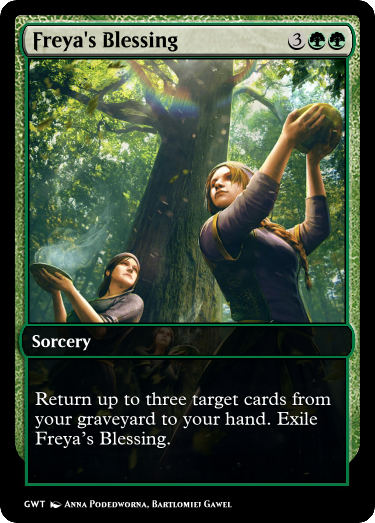 Freya's Blessing 3
Sorcery
Return up to three target cards from
your graveyard to your hand. Exile
Freya's Blessing.
GWT Anna Podedworna, Bartlomiej Gawel